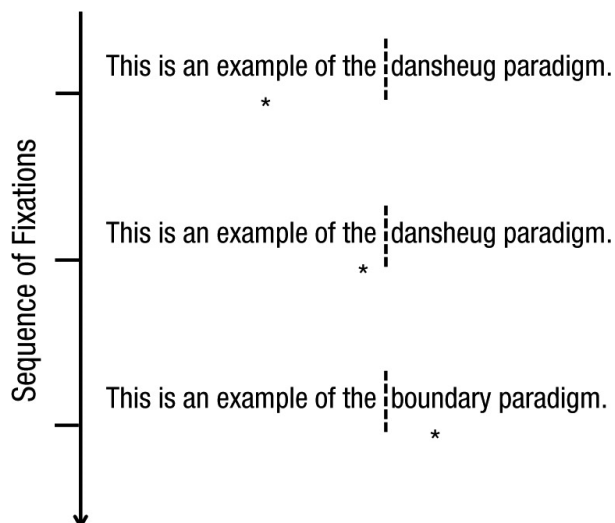 Sequence of Fixations
This is an example of the dansheug paradigm.
*
This is an example of the dansheug paradigm.
*
This is an example of the boundary paradigm.
*